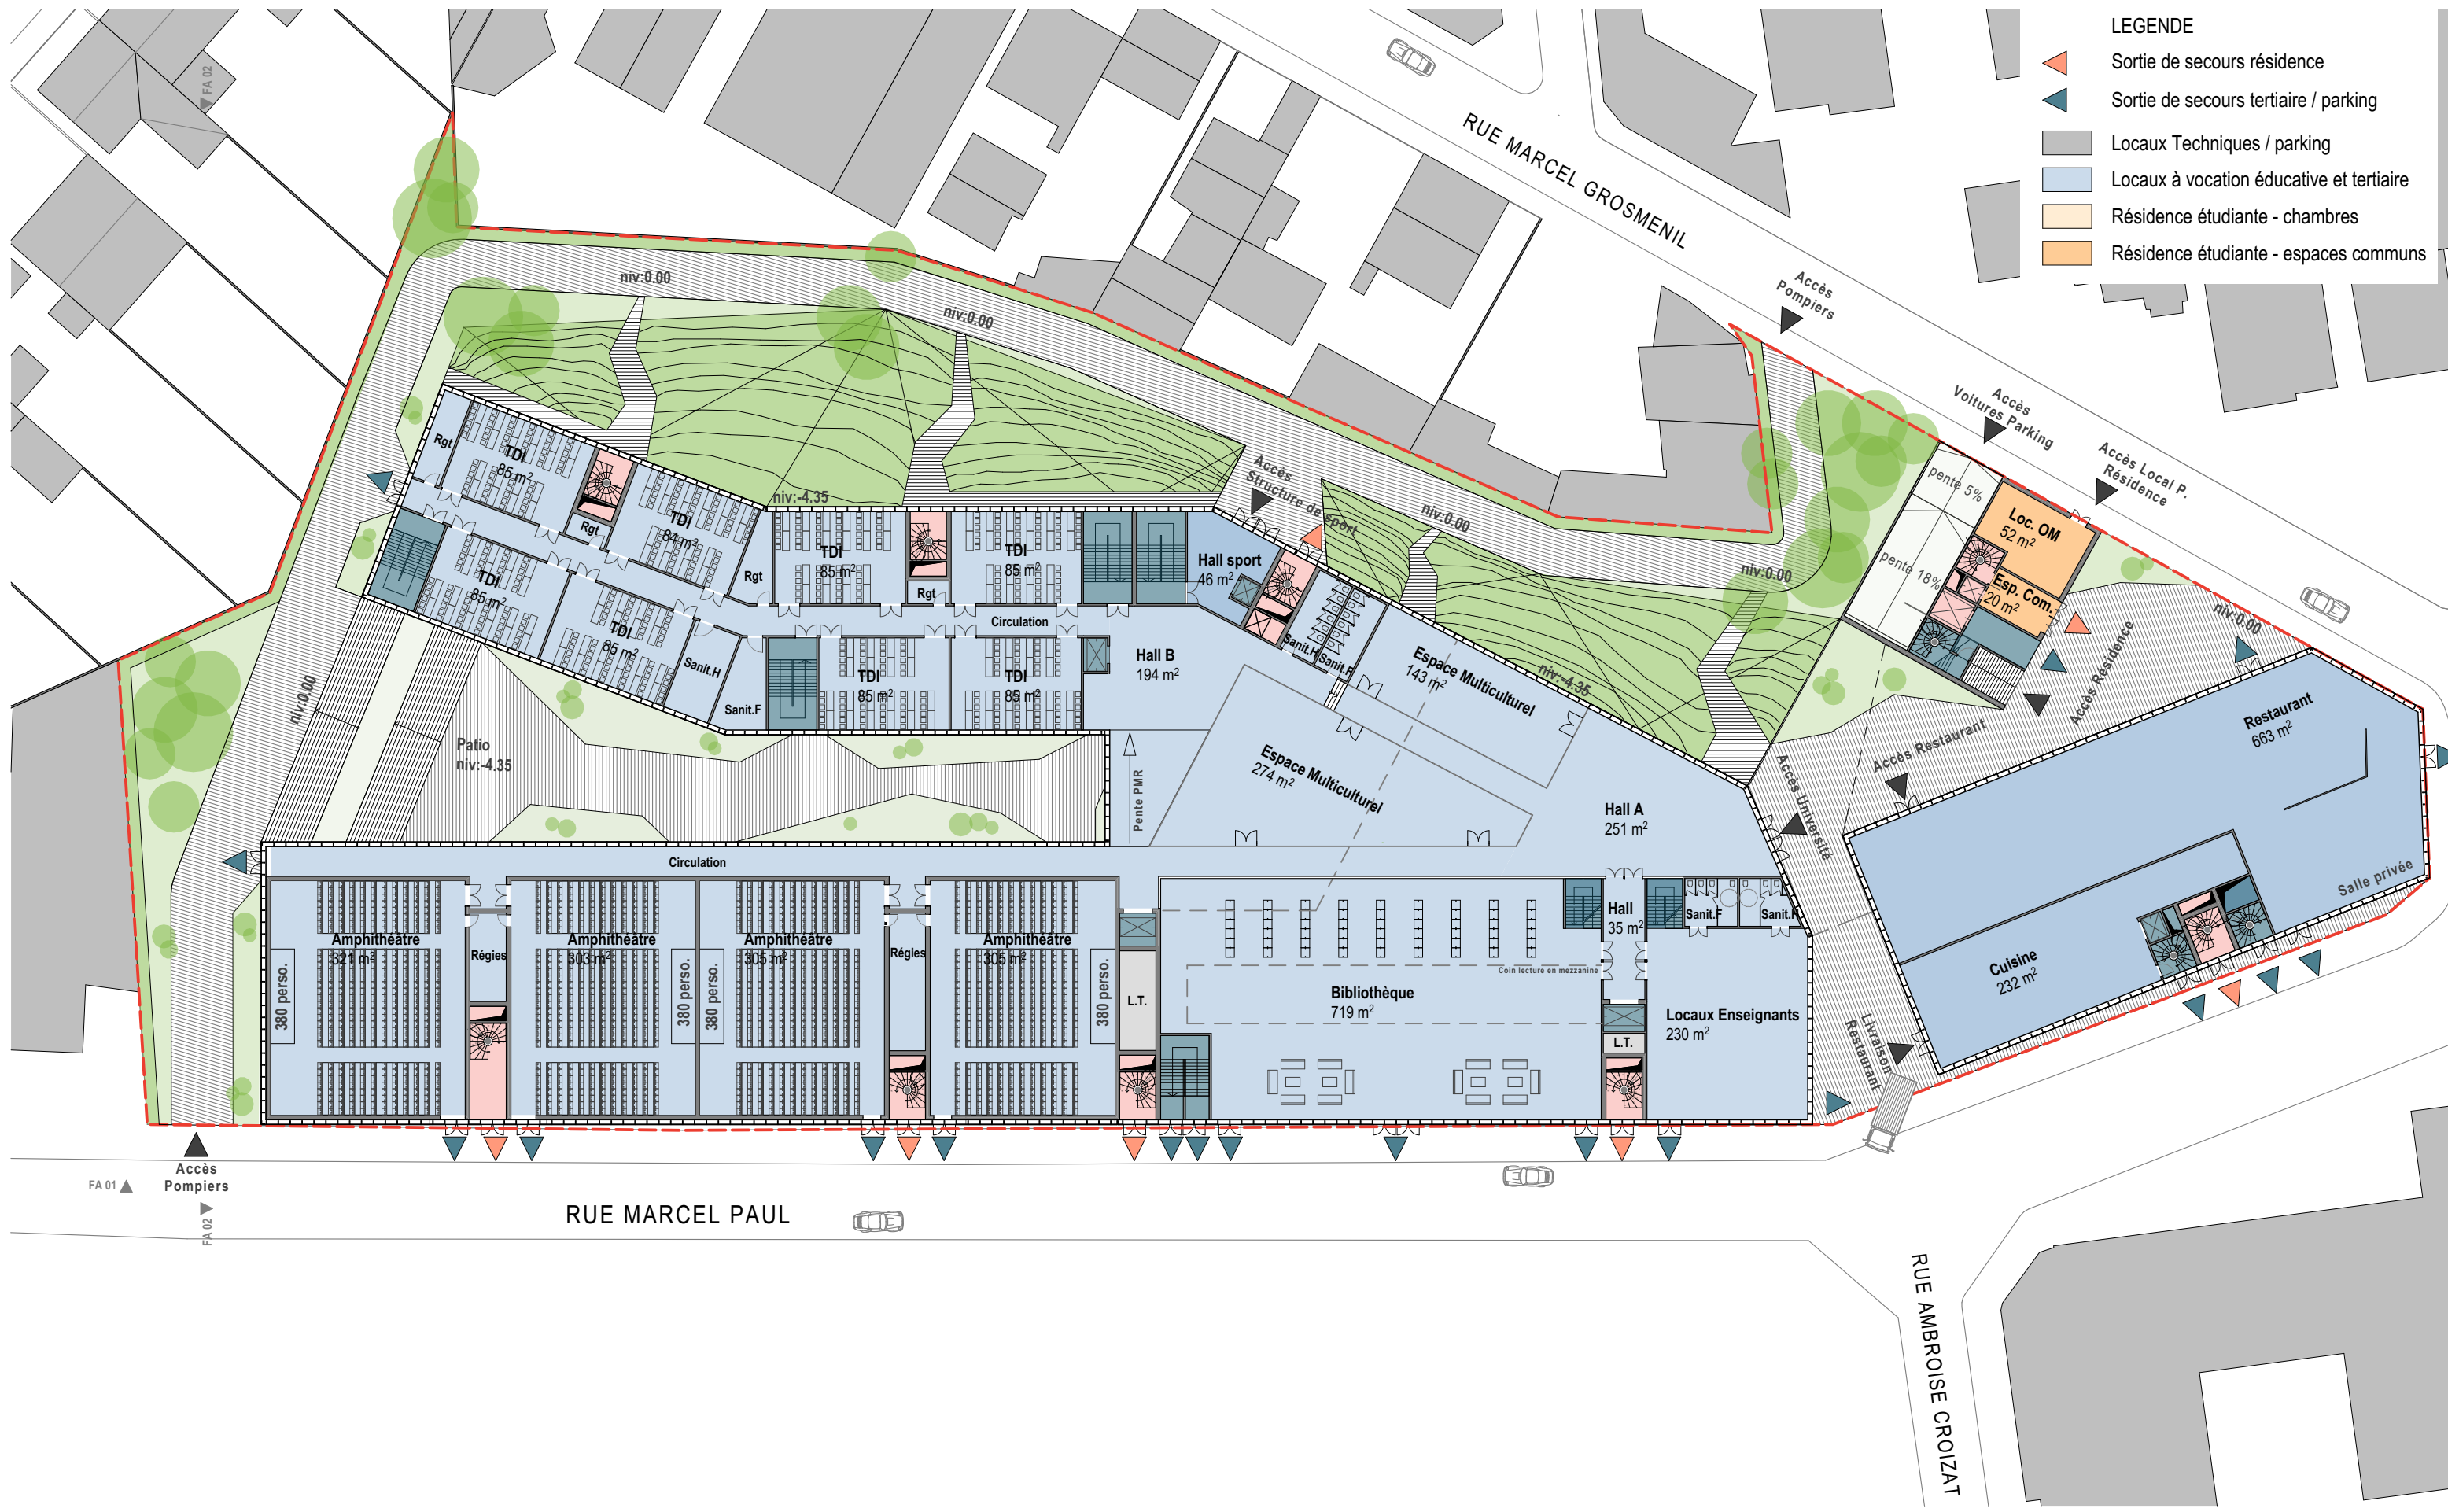 LEGENDE
Sortie de secours résidence
Sortie de secours tertiaire / parking
Locaux Techniques / parking
Locaux à vocation éducative et tertiaire
Résidence étudiante - chambres
Résidence étudiante - espaces communs
FA 02
RUE MARCEL GROSMENIL
niv:0.00
niv:0.00
Accès
Pompiers
Accès
Voitures Parking
Accès Local P.
Résidence
Rgt
TDI
85 m²
Rgt
TDI
84 m²
niv:-4.35
Accès
Structure de sport
niv:0.00
pente 5%
Loc. OM
52 m²
TDI
85 m²
TDI
85 m²
Hall sport
46 m²
niv:0.00
pente 18%
Esp. Com.
20 m²
TDI
85 m²
Rgt
Rgt
Circulation
niv:0.00
TDI
85 m²
Sanit.H
Sanit.F
Sanit.H
Sanit.F
TDI
85 m²
TDI
85 m²
Hall B
194 m²
Espace Multiculturel
143 m²
niv:-4.35
Accès Résidence
niv:0.00
Patio
niv:-4.35
Pente PMR
Espace Multiculturel
274 m²
Hall A
251 m²
Accès Université
Accès Restaurant
Restaurant
663 m²
Circulation
Salle privée
Amphithéâtre
321 m²
380 perso.
Régies
Amphithéâtre
303 m²
380 perso.
380 perso.
Amphithéâtre
305 m²
Régies
Amphithéâtre
305 m²
380 perso.
L.T.
Hall
35 m²
Sanit.F
Sanit.H
Coin lecture en mezzanine
Bibliothèque
719 m²
L.T.
Locaux Enseignants
230 m²
Cuisine
232 m²
Livraison
Restaurant
Accès
Pompiers
FA 01
FA 02
RUE MARCEL PAUL
RUE AMBROISE CROIZAT